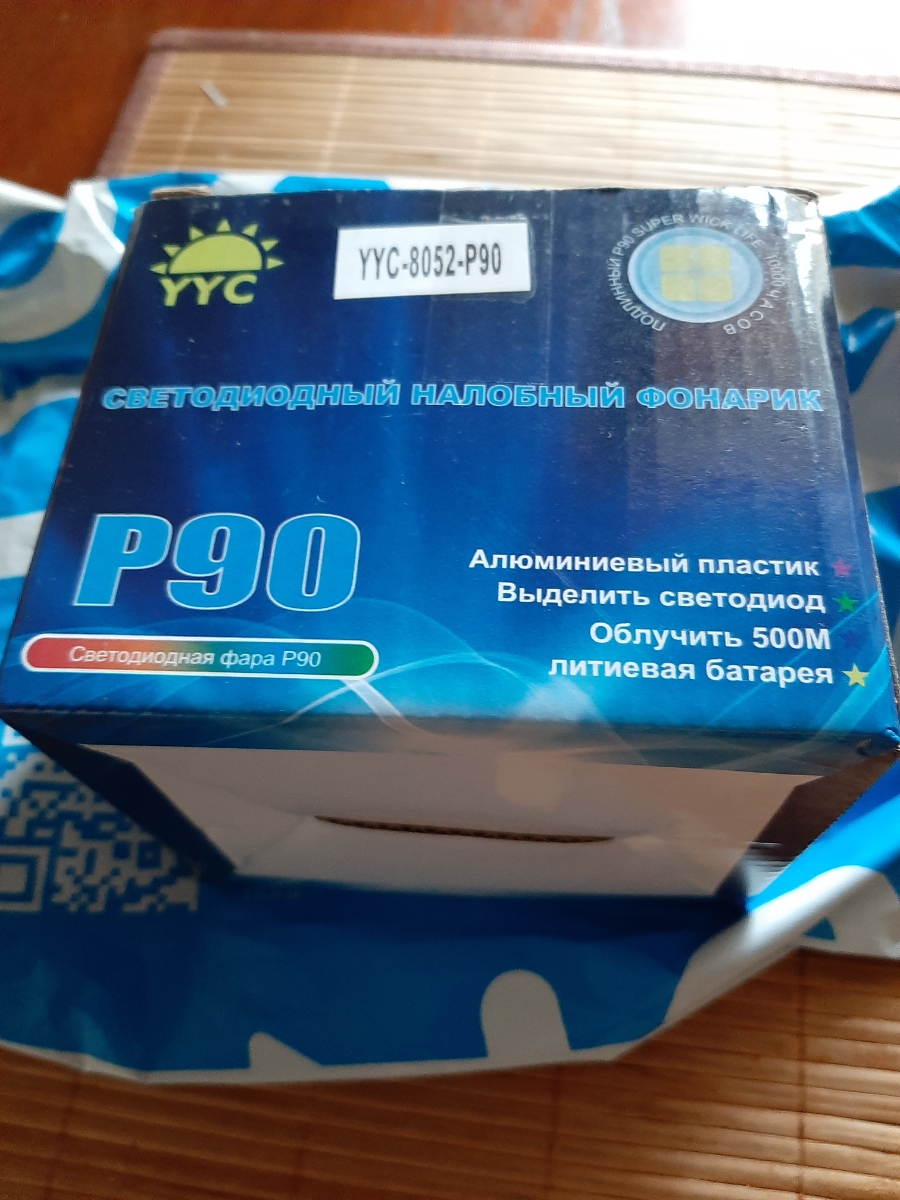 YYC
YYC-8052-P90
ПОДЛИННЫЙ P90 SUPER WICK LIFE 1000 ЧАСОВ
СВЕТОДИОДНЫЙ НАЛОБНЫЙ ФОНАРИК
P90
Светодиодная фара P90
Алюминиевый пластик
Выделить светодиод
Облучить 500М
литиевая батарея